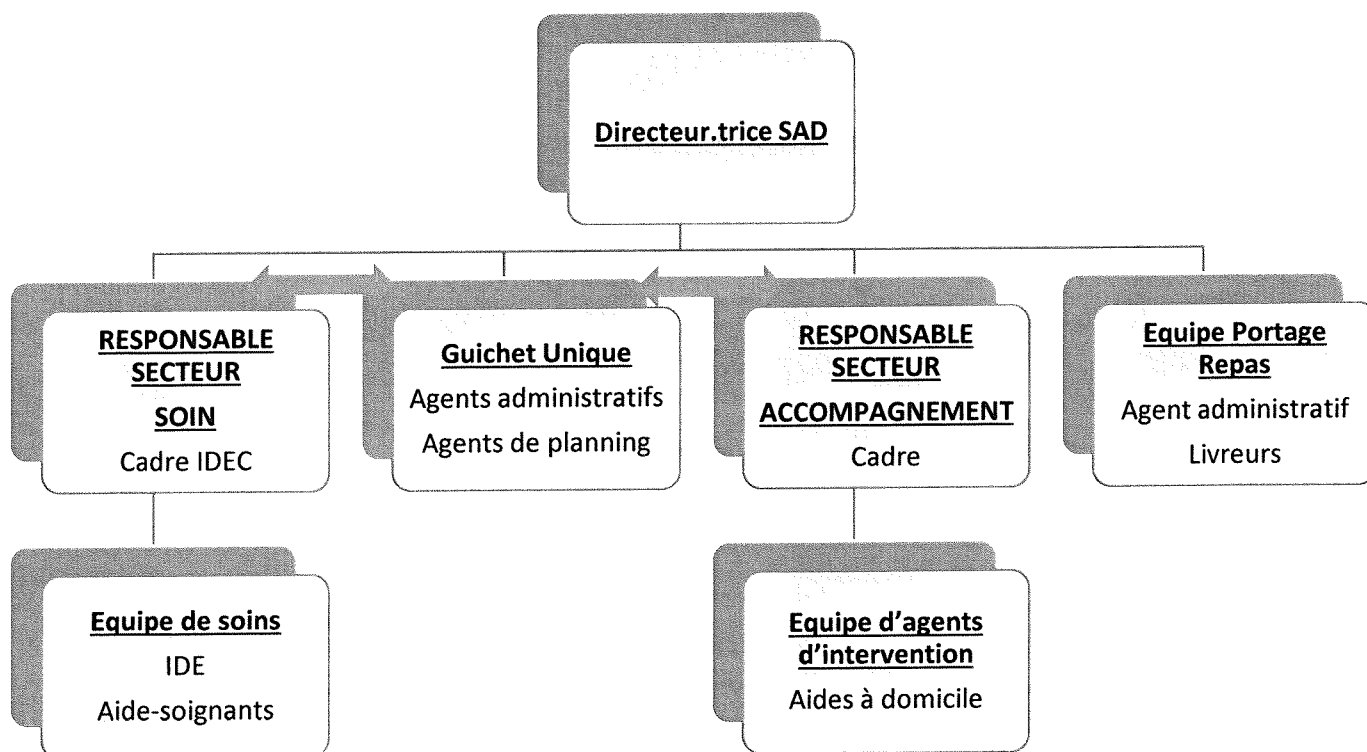 Directeur.trice SAD
RESPONSABLE
SECTEUR
SOIN
Cadre IDEC
Guichet Unique
Agents administratifs
Agents de planning
RESPONSABLE
SECTEUR
ACCOMPAGNEMENT
Cadre
Equipe Portage
Repas
Agent administratif
Livreurs
Equipe de soins
IDE
Aide-soignants
Equipe d'agents
d'intervention
Aides à domicile